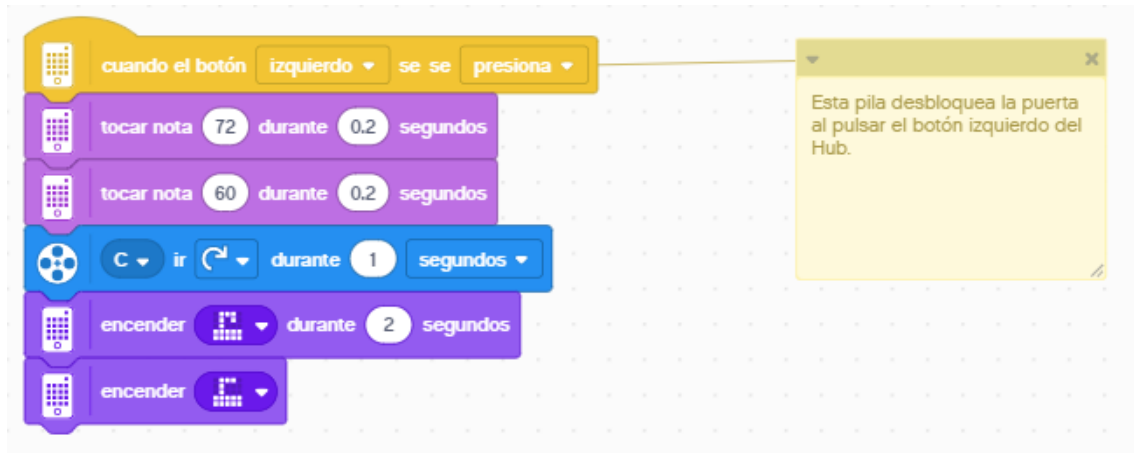 cuando el botón izquierdo se se presiona
Esta pila desbloquea la puerta
al pulsar el botón izquierdo del
Hub.
tocar nota 72 durante 0.2 segundos
tocar nota 60 durante 0.2 segundos
C ir durante 1 segundos
encender durante 2 segundos
encender